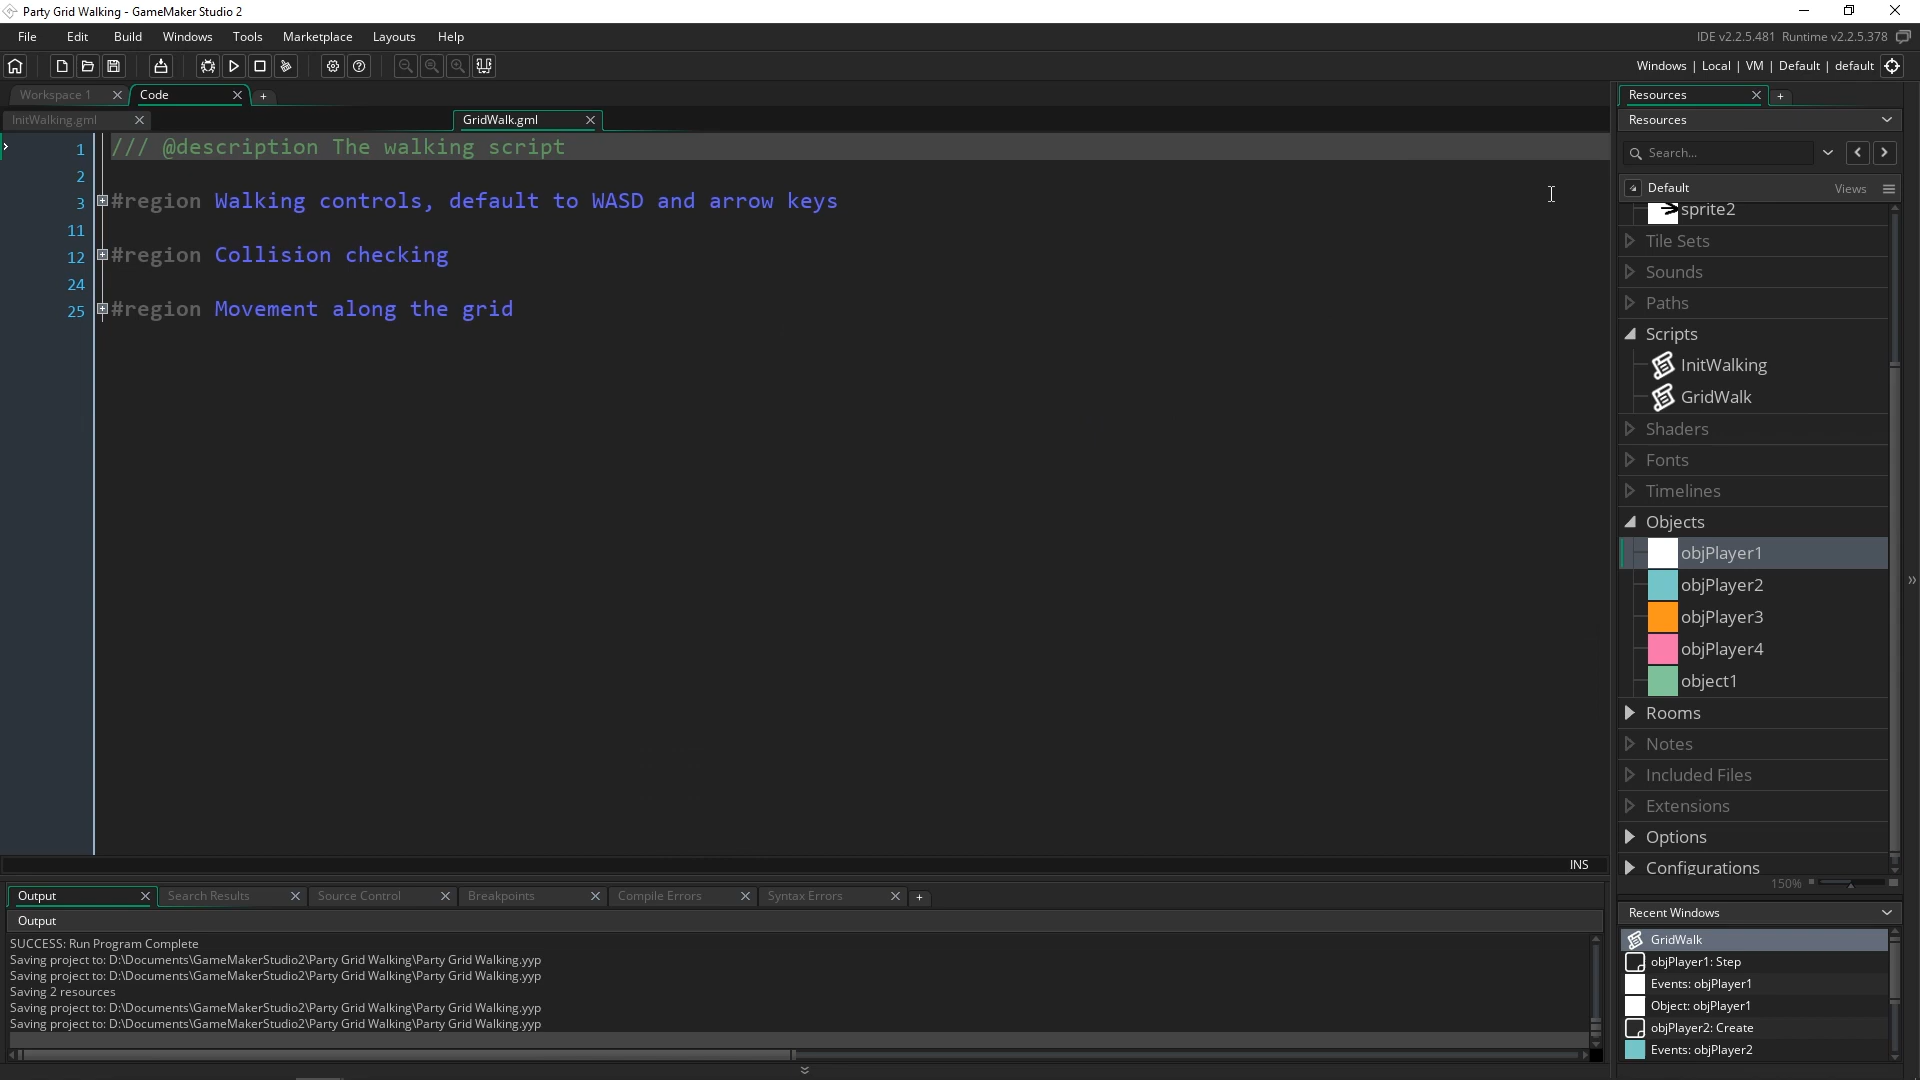 Party Grid Walking - GameMaker Studio 2
File Edit Build Windows Tools Marketplace Layouts Help
IDE v2.2.5.481 Runtime v2.2.5.378
Windows | Local | VM | Default | default
Workspace 1
Code
+
InitWalking.gml
GridWalk.gml
1 /// @description The walking script
2
3 #region Walking controls, default to WASD and arrow keys
11
12 #region Collision checking
24
25 #region Movement along the grid
INS
Output
Search Results
Source Control
Breakpoints
Compile Errors
Syntax Errors
+
Output
SUCCESS: Run Program Complete
Saving project to: D:\Documents\GameMakerStudio2\Party Grid Walking\Party Grid Walking.yyp
Saving project to: D:\Documents\GameMakerStudio2\Party Grid Walking\Party Grid Walking.yyp
Saving 2 resources
Saving project to: D:\Documents\GameMakerStudio2\Party Grid Walking\Party Grid Walking.yyp
Saving project to: D:\Documents\GameMakerStudio2\Party Grid Walking\Party Grid Walking.yyp
Resources
+
Resources
Search...
Default Views
sprite2
Tile Sets
Sounds
Paths
Scripts
InitWalking
GridWalk
Shaders
Fonts
Timelines
Objects
objPlayer1
objPlayer2
objPlayer3
objPlayer4
object1
Rooms
Notes
Included Files
Extensions
Options
Configurations
150%
Recent Windows
GridWalk
objPlayer1: Step
Events: objPlayer1
Object: objPlayer1
objPlayer2: Create
Events: objPlayer2